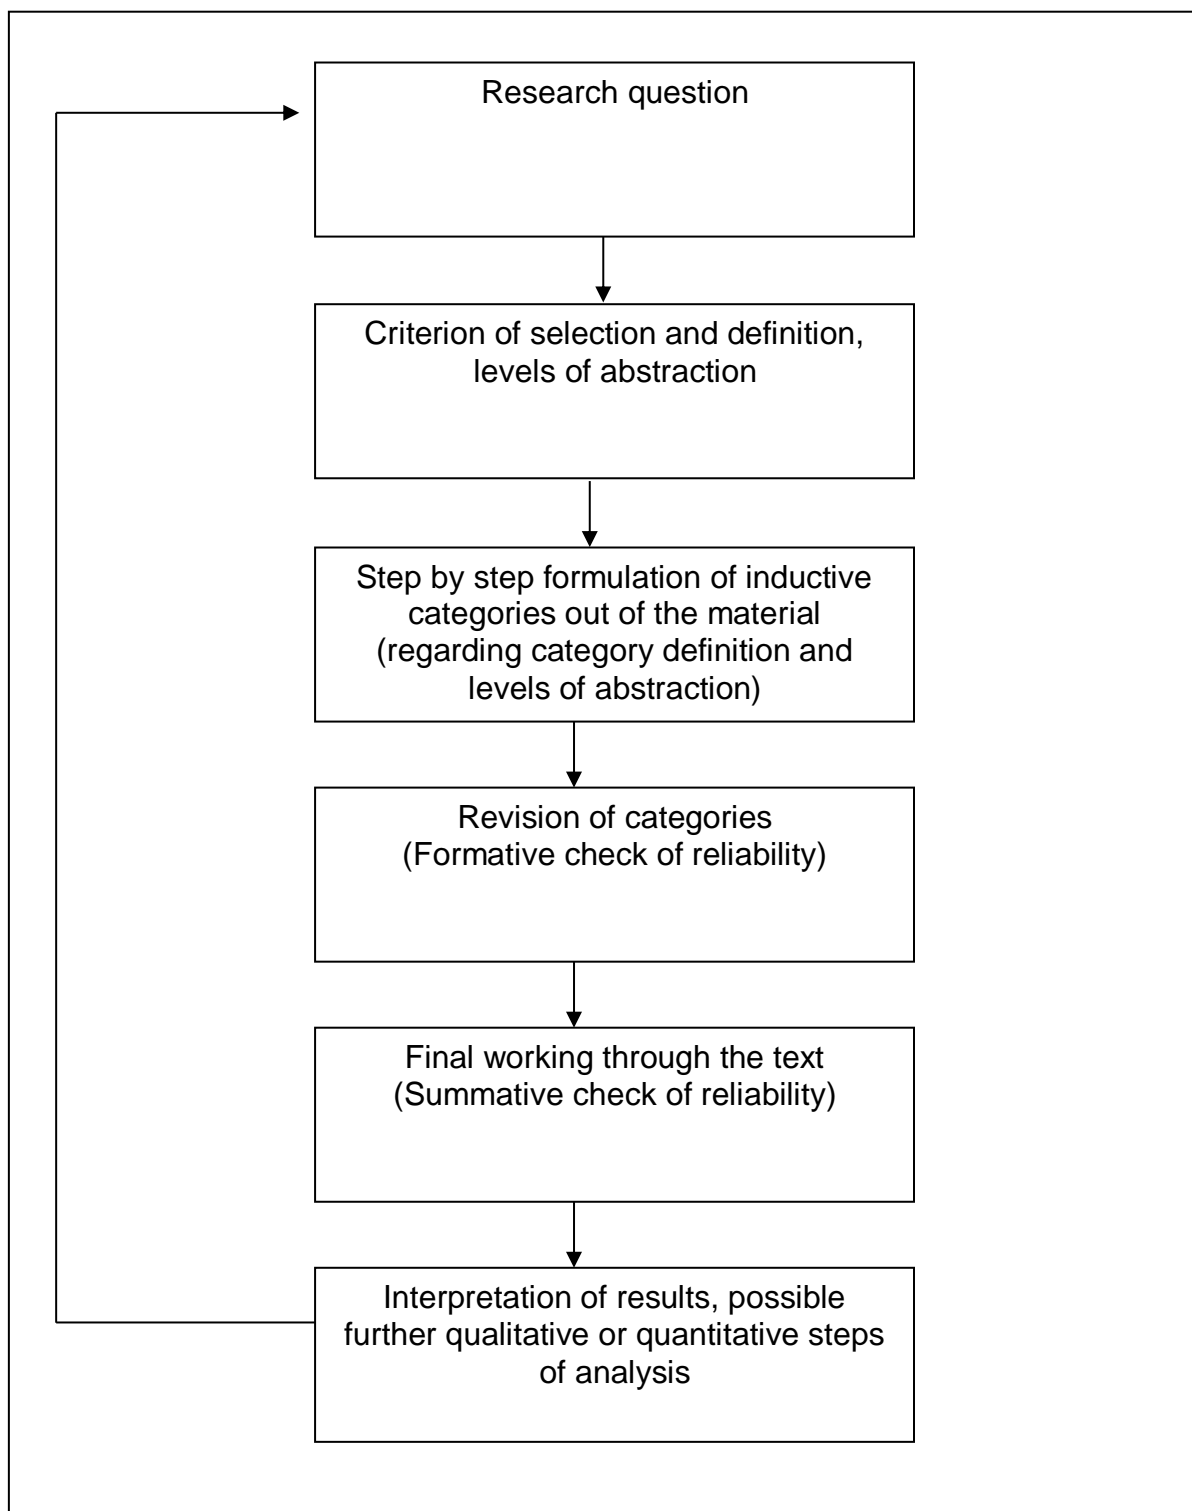 Research question
Criterion of selection and definition,
levels of abstraction
Step by step formulation of inductive
categories out of the material
(regarding category definition and
levels of abstraction)
Revision of categories
(Formative check of reliability)
Final working through the text
(Summative check of reliability)
Interpretation of results, possible
further qualitative or quantitative steps
of analysis